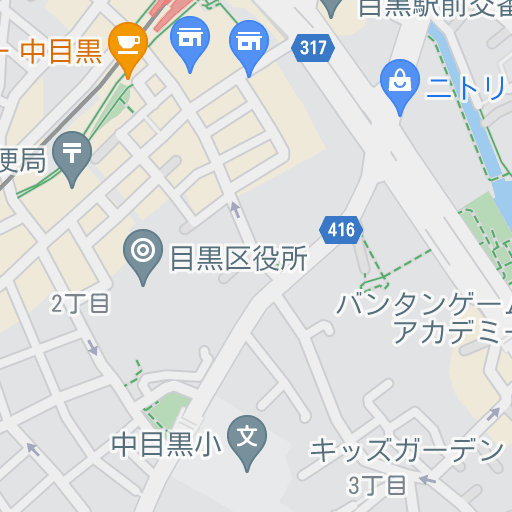 目黒駅前交番
ー 中目黒
317
ニトリ
便局
416
目黒区役所
2丁目
バンタンゲーム
アカデミー
中目黒小
文
キッズガーデン
3丁目